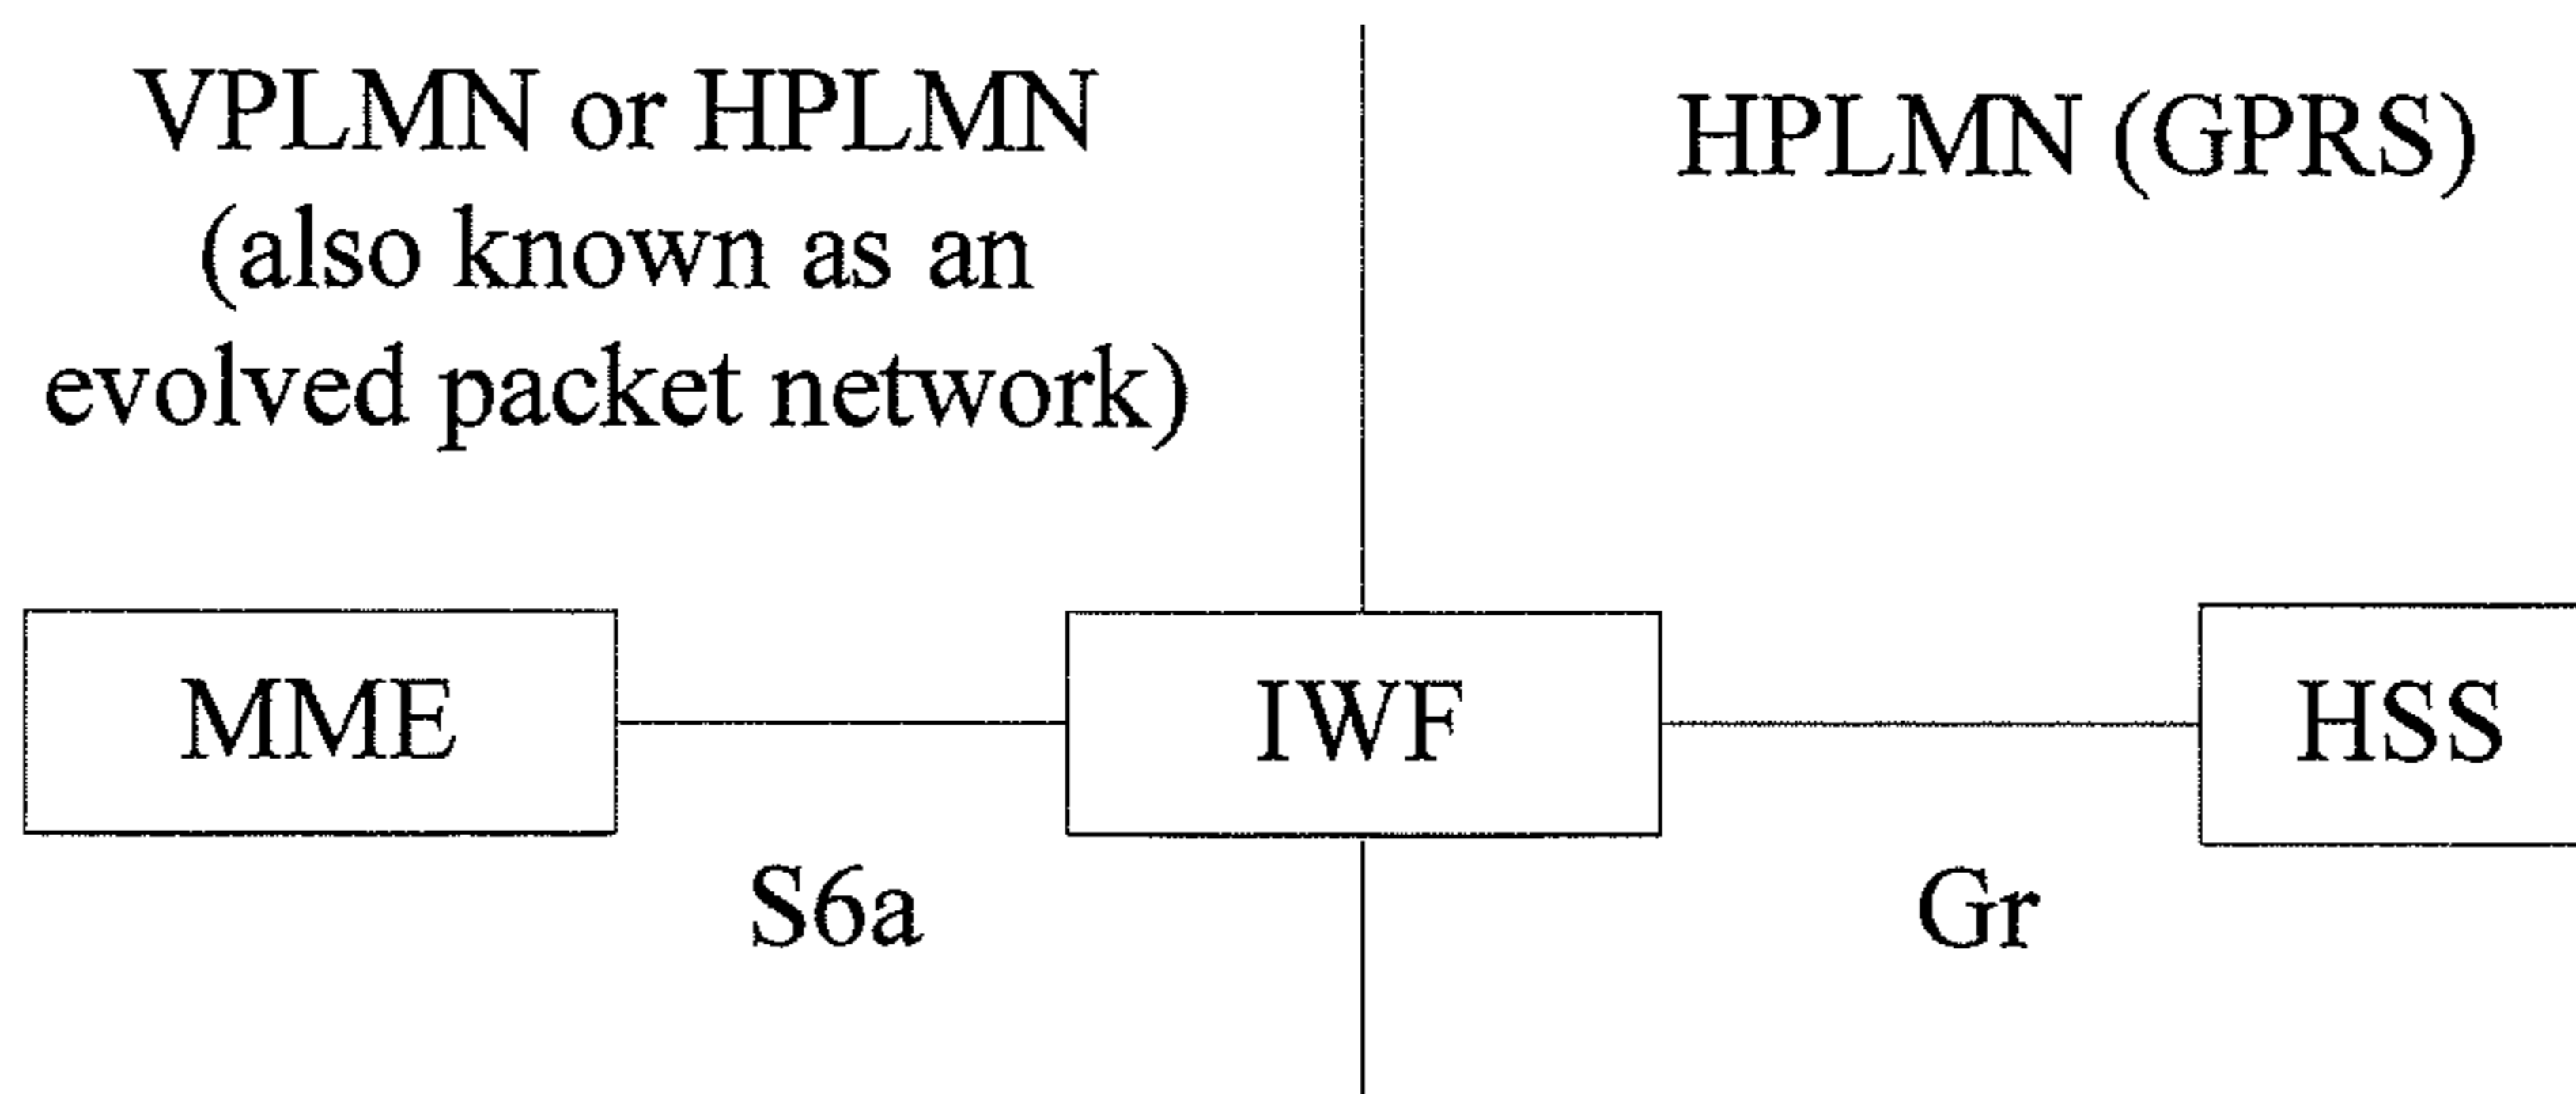 VPLMN or HPLMN
(also known as an
evolved packet network)
HPLMN (GPRS)
MME
IWF
HSS
S6a
Gr